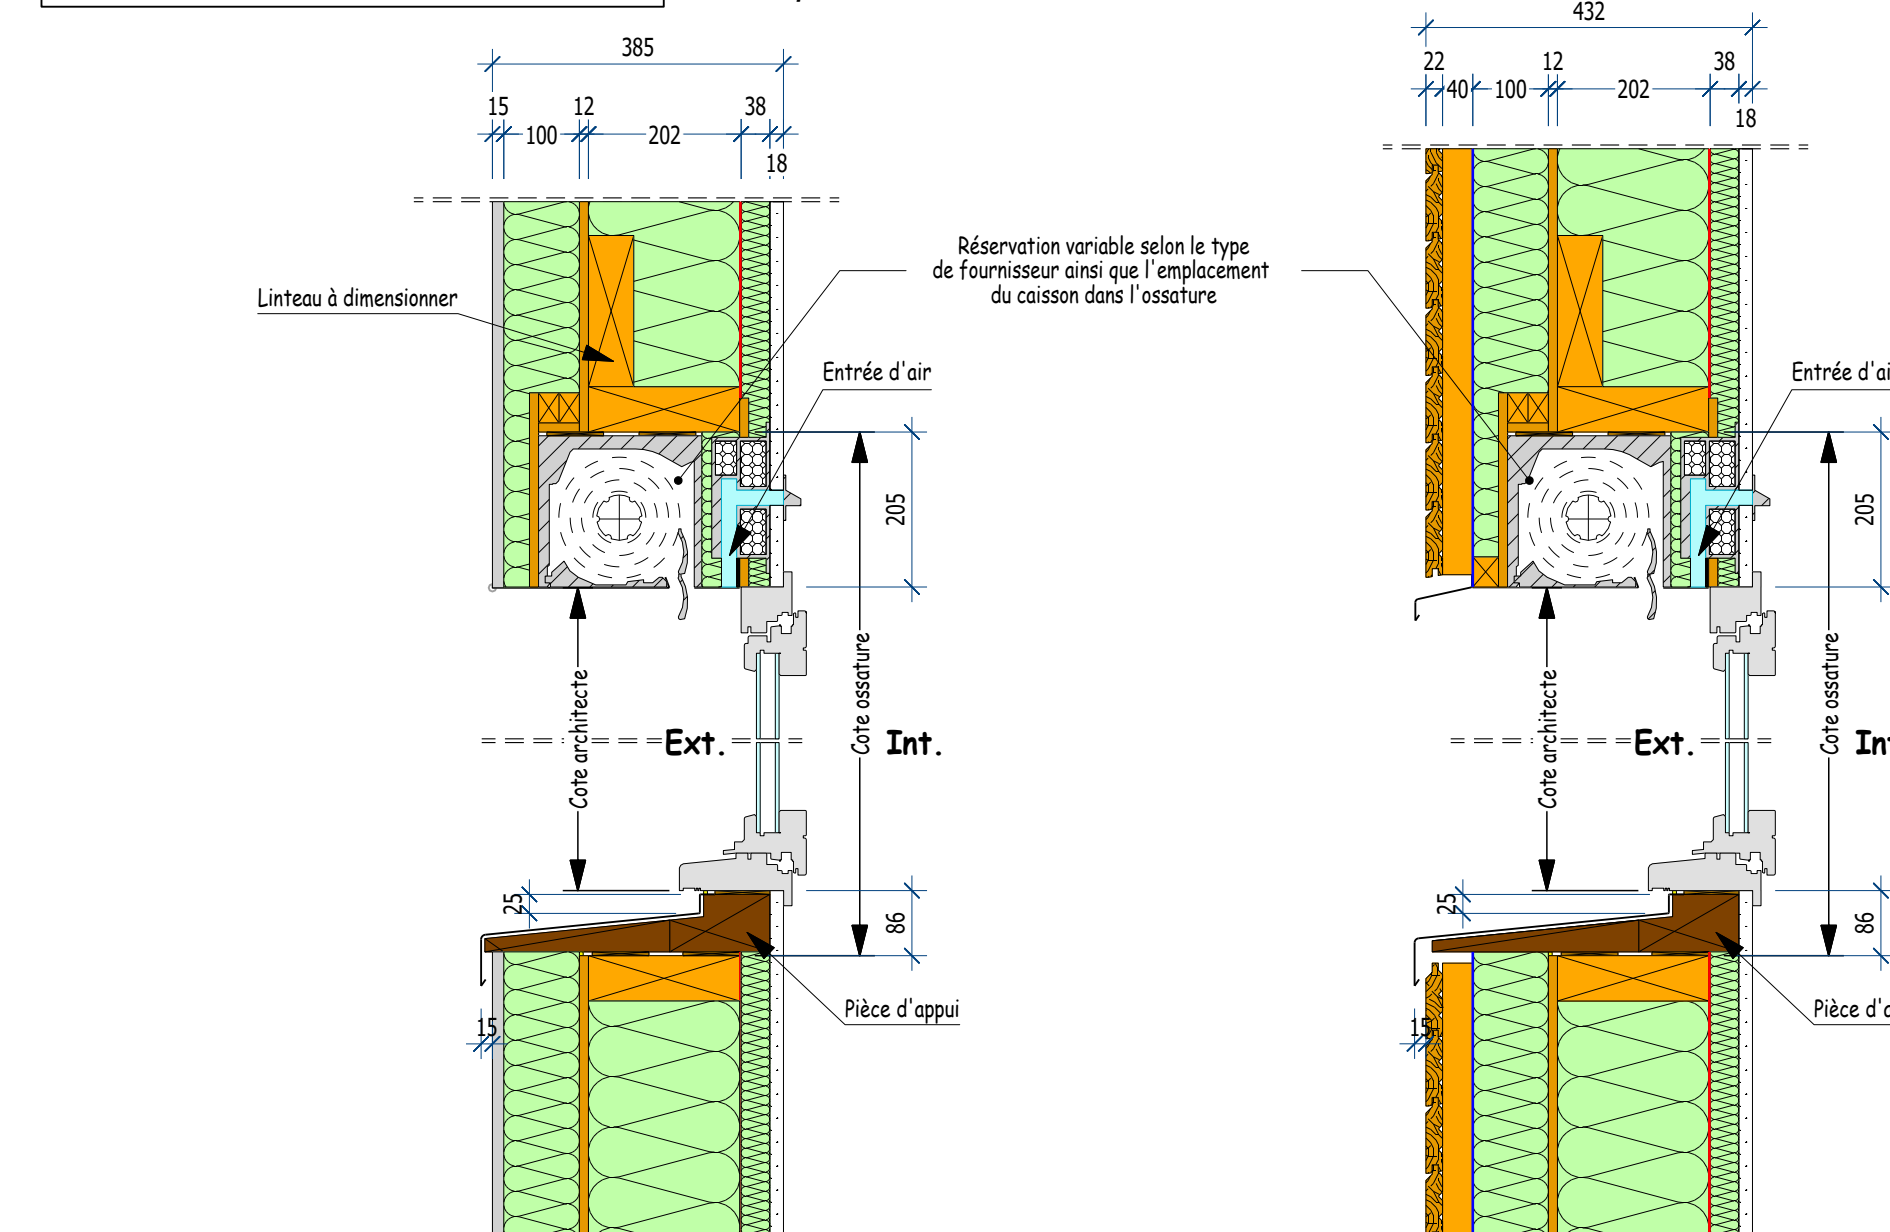 385
15
12
38
100
202
18
Linteau à dimensionner
Réservation variable selon le type
de fournisseur ainsi que l'emplacement
du caisson dans l'ossature
Entrée d'air
205
Cote architecte
Cote ossature
Ext.
Int.
25
86
Pièce d'appui
15
432
22
12
38
40
100
202
18
Entrée d'ai
205
Cote architecte
Cote ossature
Ext.
Int
25
86
Pièce d'a
15